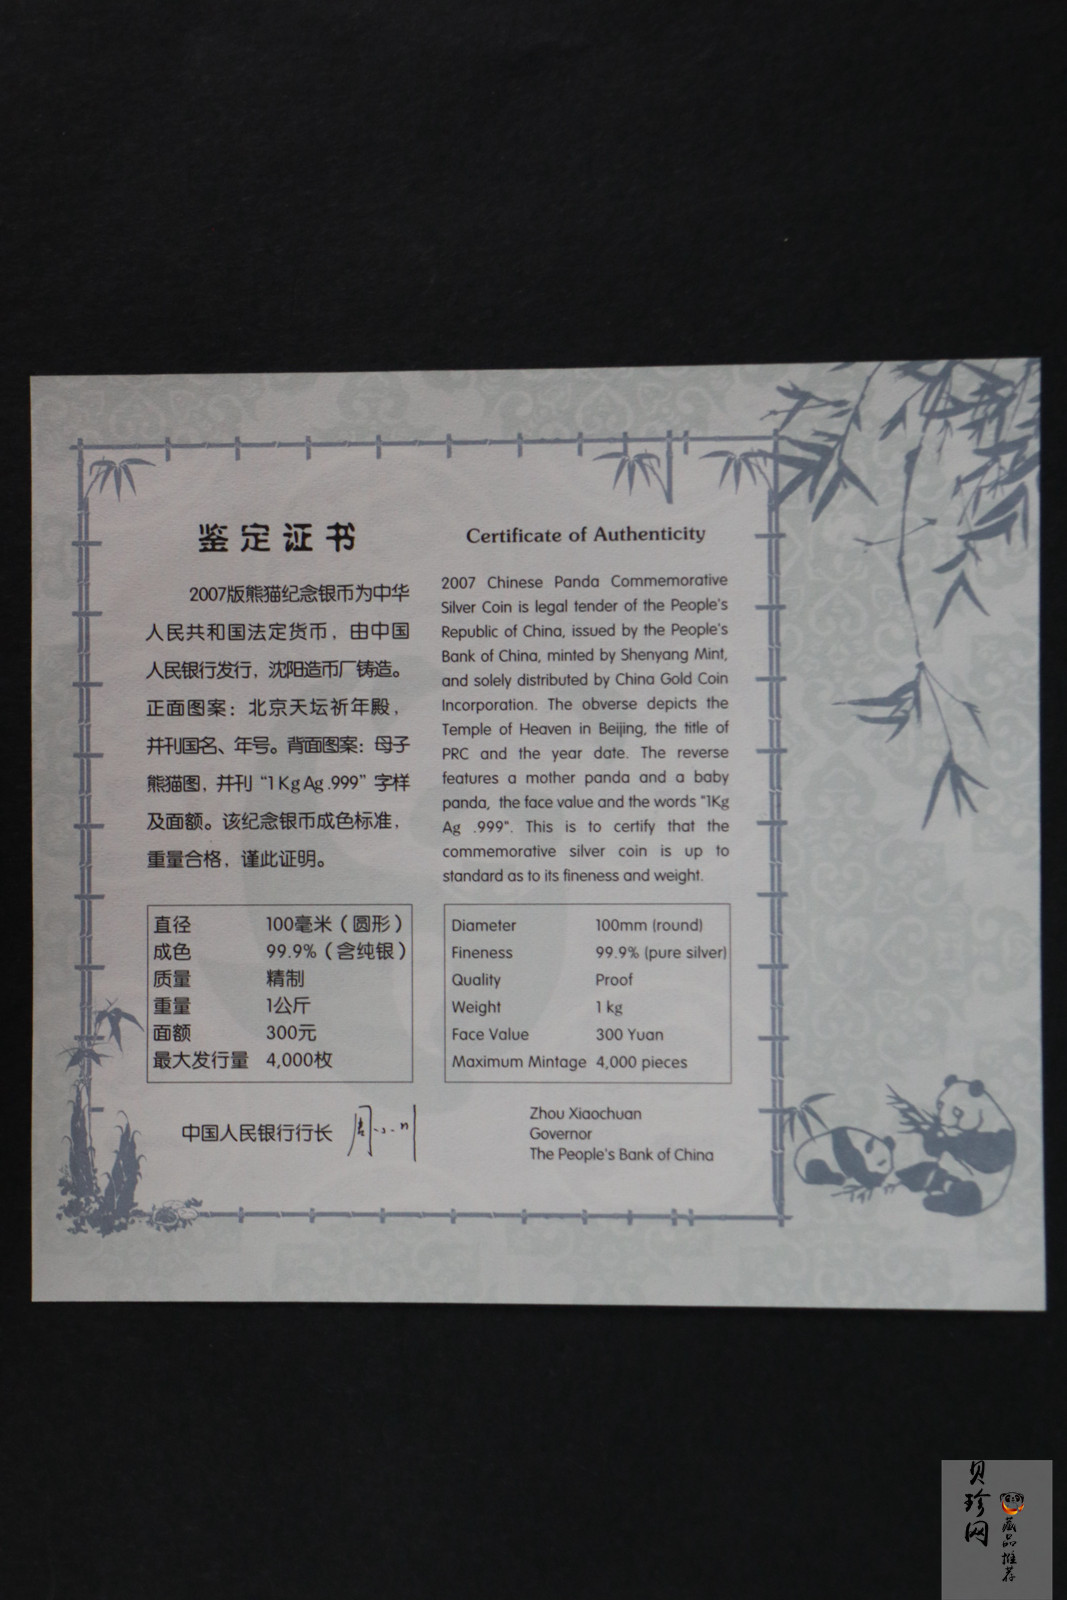 鉴定证书
2007版熊猫纪念银币为中华
人民共和国法定货币，由中国
人民银行发行，沈阳造币厂铸造。
正面图案：北京天坛祈年殿，
并刊国名、年号。背面图案：母子
熊猫图，并刊“1Kg Ag .999”字样
及面额。该纪念银币成色标准，
重量合格，谨此证明。
直径 100毫米（圆形）
成色 99.9%（含纯银）
质量 精制
重量 1公斤
面额 300元
最大发行量 4,000枚
中国人民银行行长 周小川
Certificate of Authenticity
2007 Chinese Panda Commemorative
Silver Coin is legal tender of the People's
Republic of China, issued by the People's
Bank of China, minted by Shenyang Mint,
and solely distributed by China Gold Coin
Incorporation. The obverse depicts the
Temple of Heaven in Beijing, the title of
PRC and the year date. The reverse
features a mother panda and a baby
panda, the face value and the words "1Kg
Ag .999". This is to certify that the
commemorative silver coin is up to
standard as to its fineness and weight.
Diameter 100mm (round)
Fineness 99.9% (pure silver)
Quality Proof
Weight 1 kg
Face Value 300 Yuan
Maximum Mintage 4,000 pieces
Zhou Xiaochuan
Governor
The People's Bank of China
贝珍网
藏品推荐